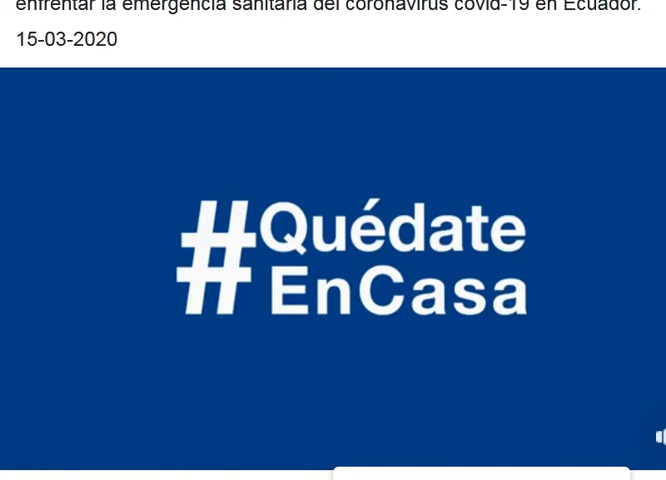 enfrentar la emergencia sanitaria del coronavirus covid-19 en Ecuador.
15-03-2020
#Quédate
EnCasa